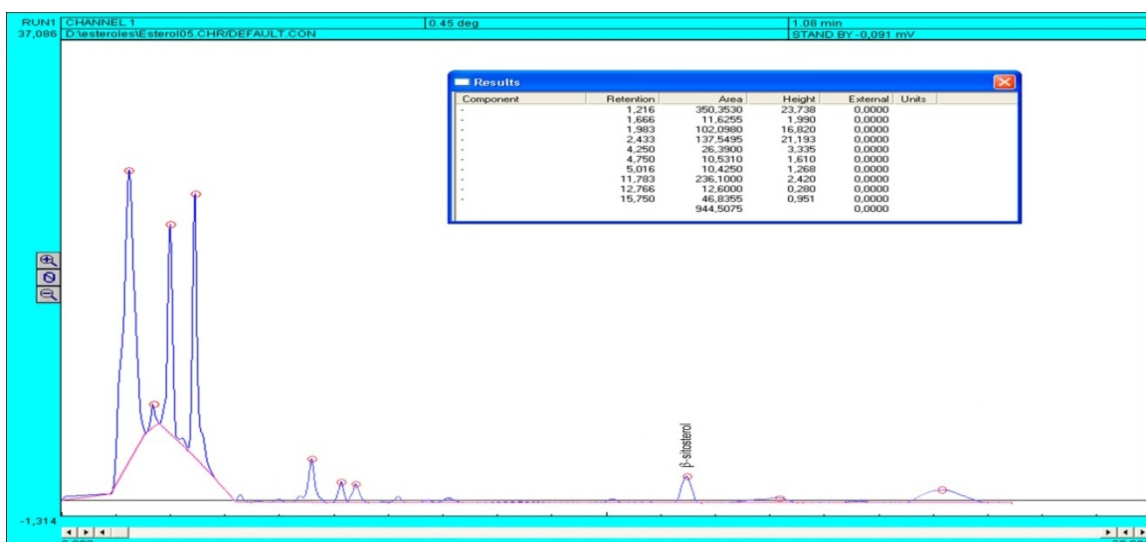 RUN1 CHANNEL 1 0.45 deg 1.08 min
37,086 D:\esteroles\Esterol05.CHR/DEFAULT.CON STAND BY -0,091 mV
Results
Component Retention Area Height External Units
- 1,216 350,3530 23,738 0,0000
- 1,666 11,6255 1,990 0,0000
- 1,983 102,0980 16,820 0,0000
- 2,433 137,5495 21,193 0,0000
- 4,250 26,3900 3,335 0,0000
- 4,750 10,5310 1,610 0,0000
- 5,016 10,4250 1,268 0,0000
- 11,783 236,1000 2,420 0,0000
- 12,766 12,6000 0,280 0,0000
- 15,750 46,8355 0,951 0,0000
944,5075 0,0000
β-sitosterol
-1,314